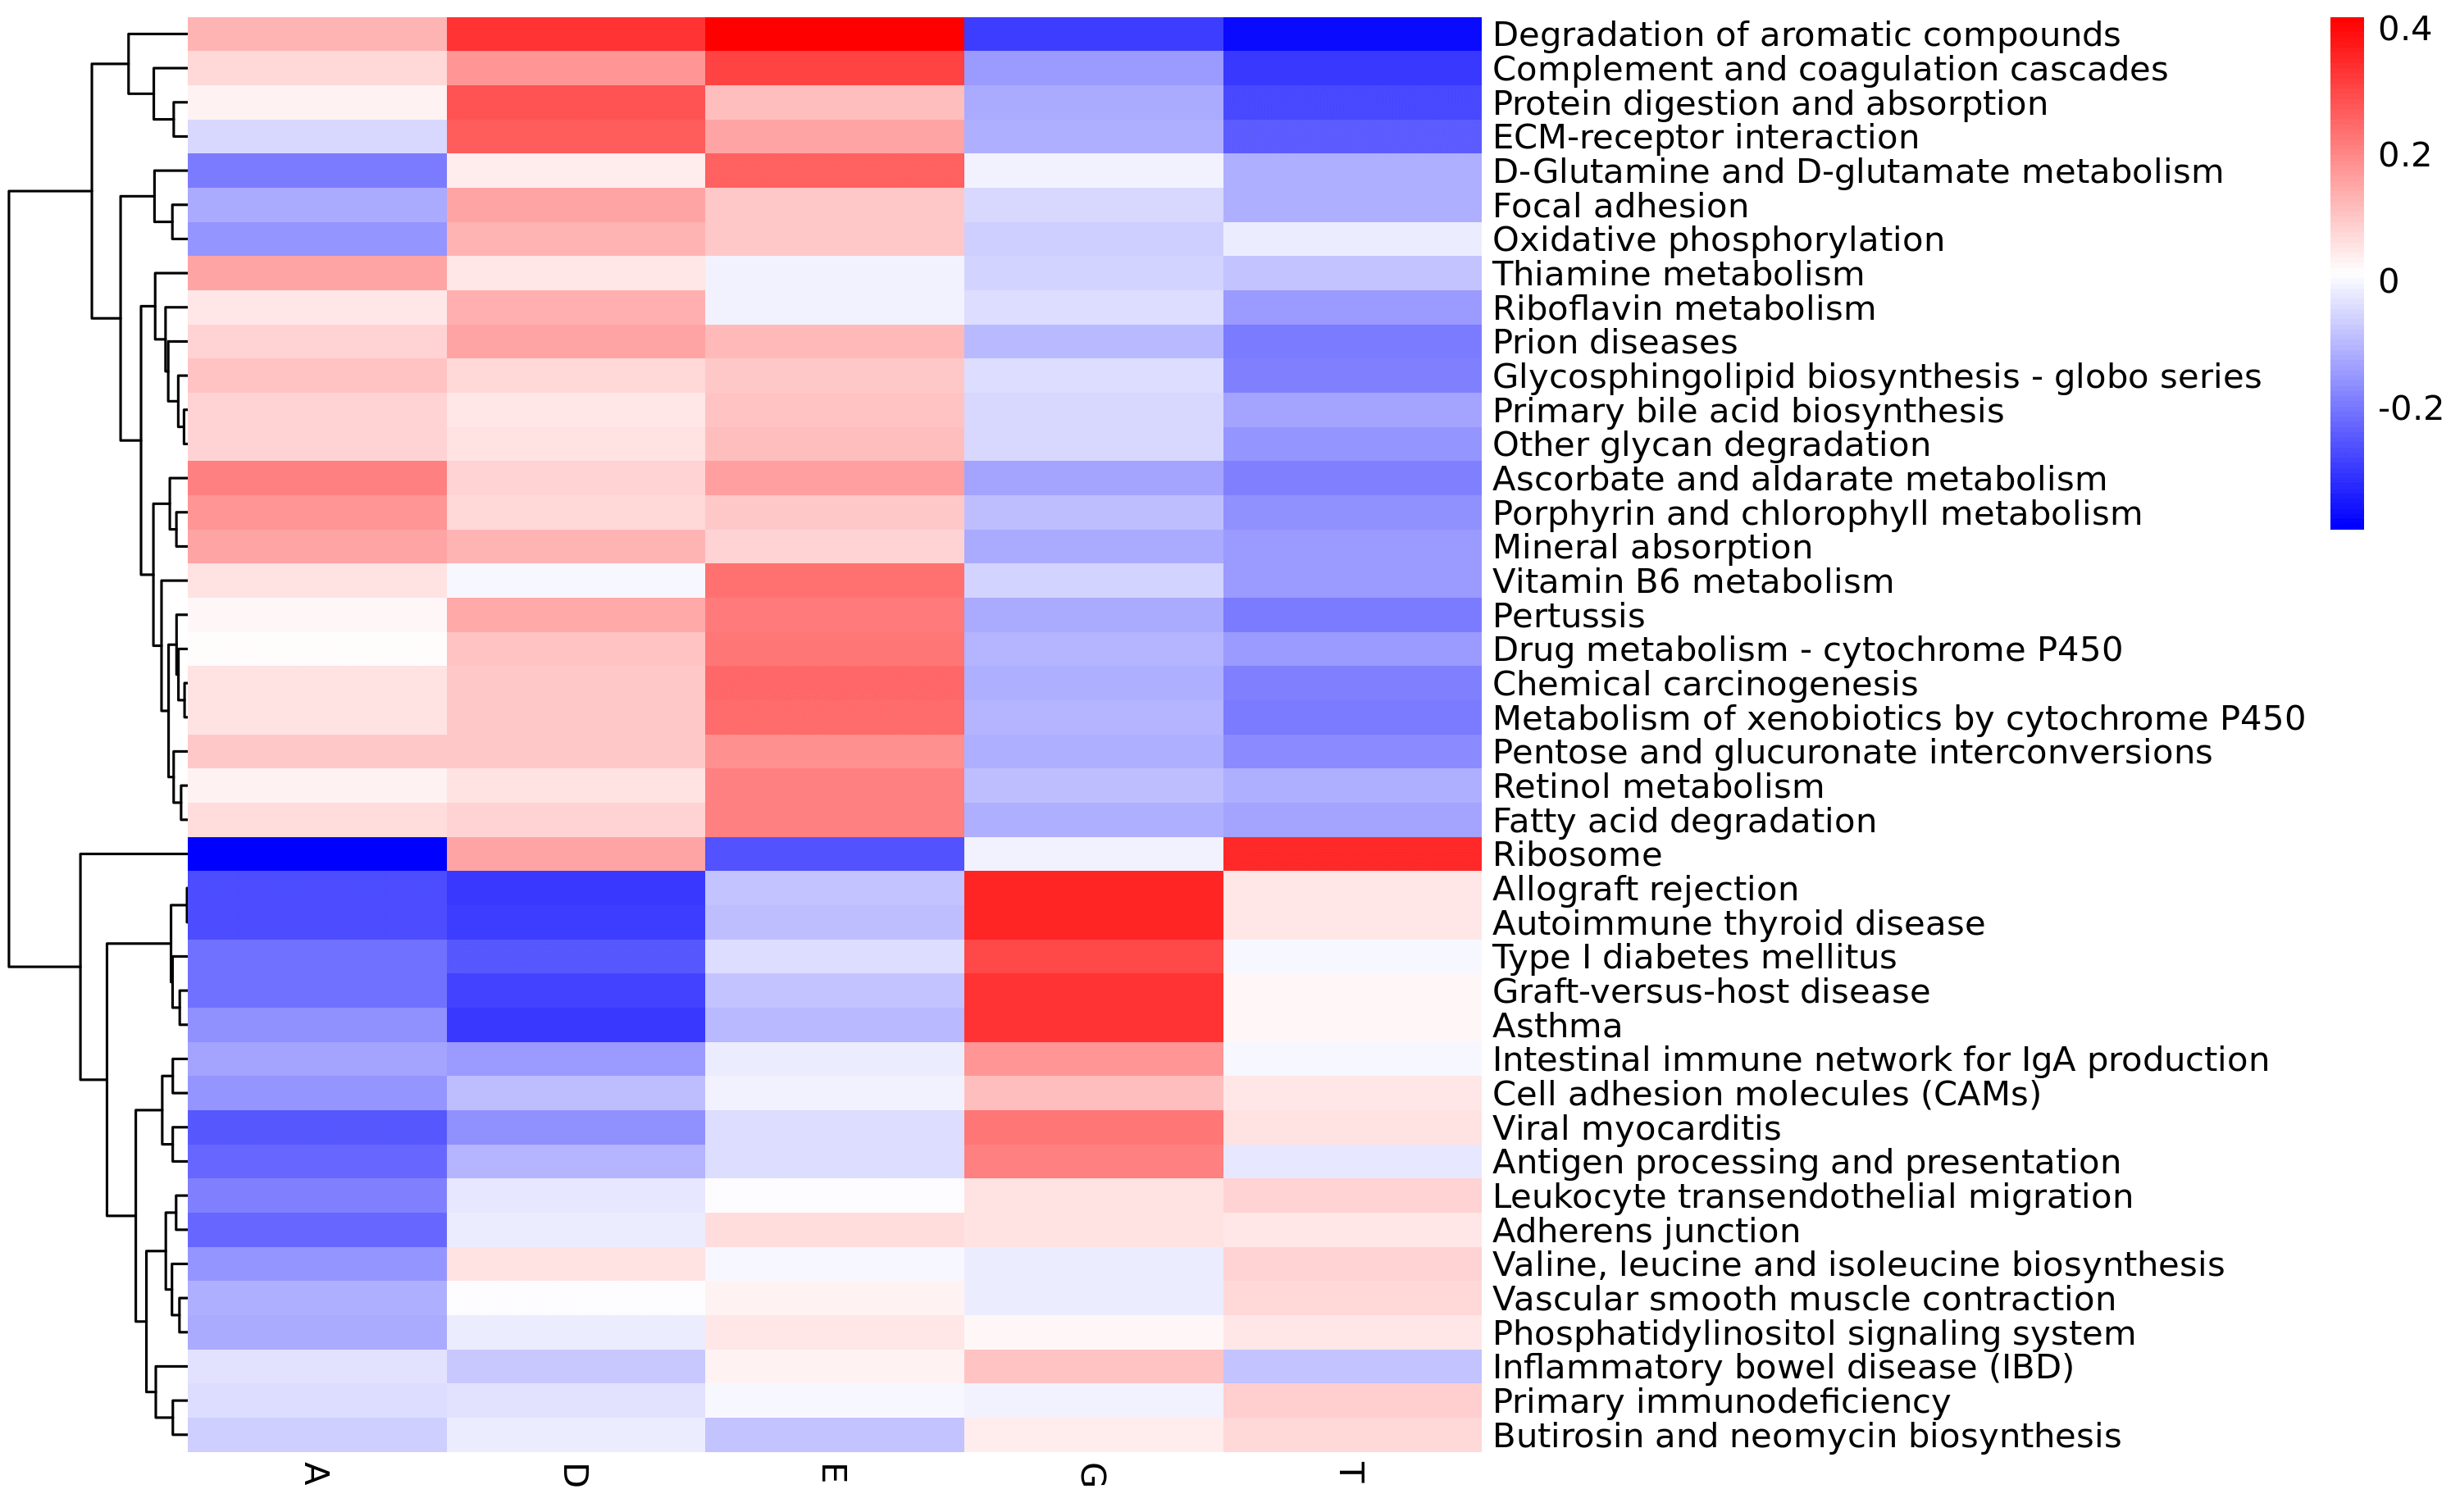 Degradation of aromatic compounds
Complement and coagulation cascades
Protein digestion and absorption
ECM-receptor interaction
D-Glutamine and D-glutamate metabolism
Focal adhesion
Oxidative phosphorylation
Thiamine metabolism
Riboflavin metabolism
Prion diseases
Glycosphingolipid biosynthesis - globo series
Primary bile acid biosynthesis
Other glycan degradation
Ascorbate and aldarate metabolism
Porphyrin and chlorophyll metabolism
Mineral absorption
Vitamin B6 metabolism
Pertussis
Drug metabolism - cytochrome P450
Chemical carcinogenesis
Metabolism of xenobiotics by cytochrome P450
Pentose and glucuronate interconversions
Retinol metabolism
Fatty acid degradation
Ribosome
Allograft rejection
Autoimmune thyroid disease
Type I diabetes mellitus
Graft-versus-host disease
Asthma
Intestinal immune network for IgA production
Cell adhesion molecules (CAMs)
Viral myocarditis
Antigen processing and presentation
Leukocyte transendothelial migration
Adherens junction
Valine, leucine and isoleucine biosynthesis
Vascular smooth muscle contraction
Phosphatidylinositol signaling system
Inflammatory bowel disease (IBD)
Primary immunodeficiency
Butirosin and neomycin biosynthesis
A
D
E
G
T
0.4
0.2
0
-0.2